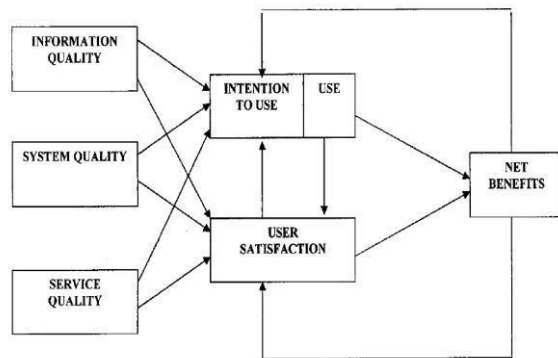 INFORMATION
QUALITY
INTENTION
TO USE
USE
SYSTEM QUALITY
NET
BENEFITS
USER
SATISFACTION
SERVICE
QUALITY